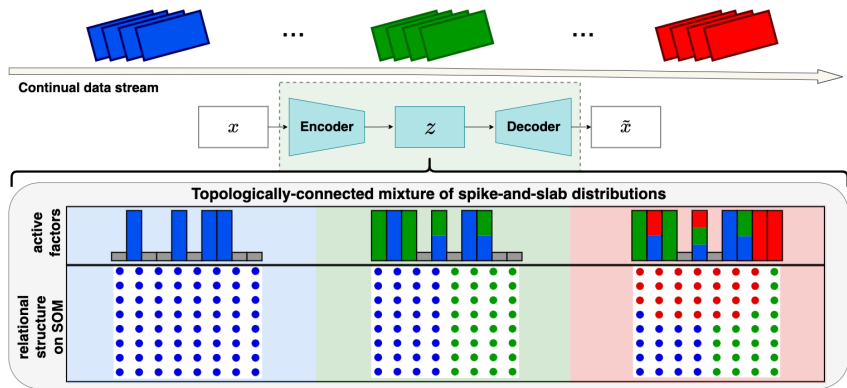 ... ...
Continual data stream
x Encoder z Decoder x̃
Topologically-connected mixture of spike-and-slab distributions
active
factors
relational
structure
on SOM